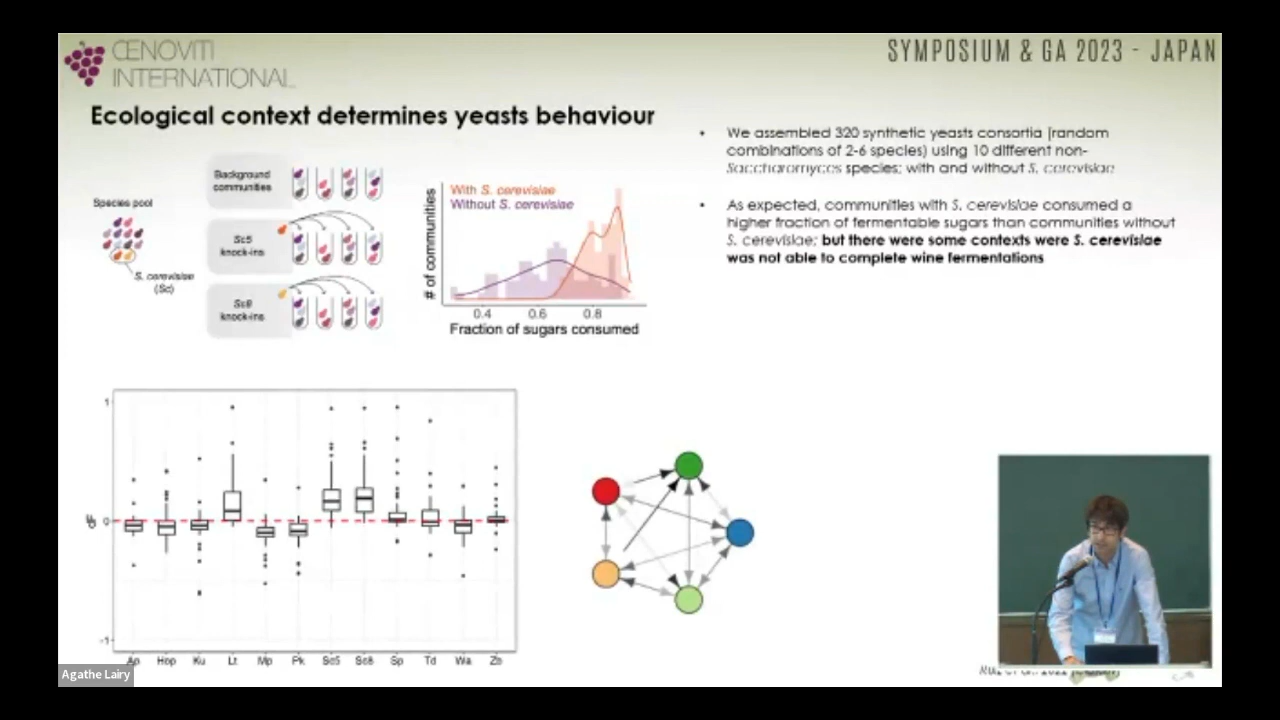 ŒNOVITI
INTERNATIONAL
SYMPOSIUM & GA 2023 - JAPAN
Ecological context determines yeasts behaviour
• We assembled 320 synthetic yeasts consortia (random
combinations of 2-6 species) using 10 different non-
Saccharomyces species; with and without S. cerevisiae
• As expected, communities with S. cerevisiae consumed a
higher fraction of fermentable sugars than communities without
S. cerevisiae; but there were some contexts were S. cerevisiae
was not able to complete wine fermentations
Species pool
S. cerevisiae
(Sc)
Background
communities
Sc5
knock-ins
Sc8
knock-ins
With S. cerevisiae
Without S. cerevisiae
# of communities
0.4 0.6 0.8
Fraction of sugars consumed
1
0
-1
dF
Ap Hop Ku Lt Mp Pk Sc5 Sc8 Sp Td Wa Zb
Agathe Lairy